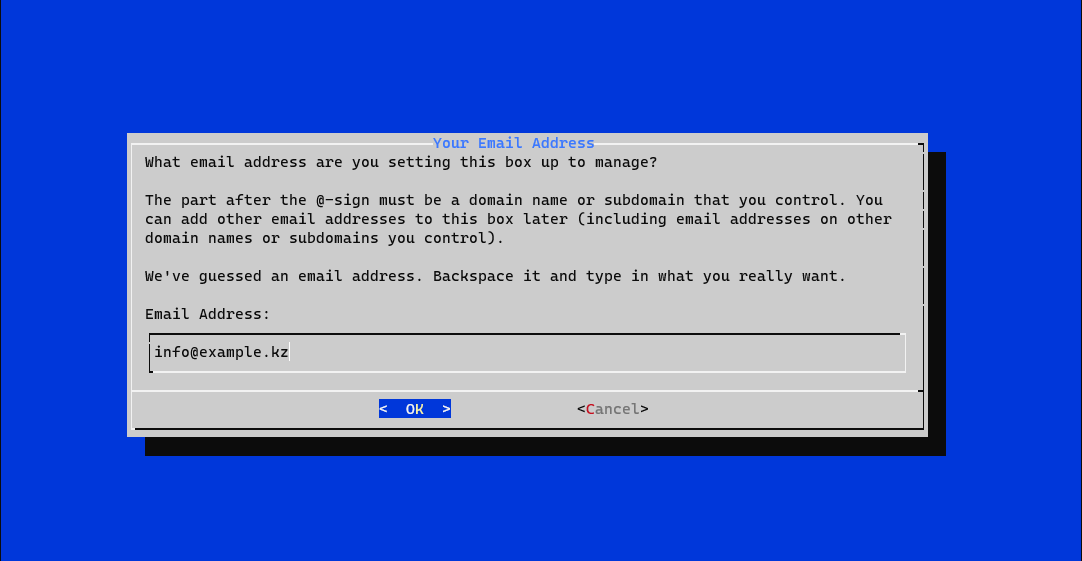 Your Email Address
What email address are you setting this box up to manage?
The part after the @-sign must be a domain name or subdomain that you control. You
can add other email addresses to this box later (including email addresses on other
domain names or subdomains you control).
We've guessed an email address. Backspace it and type in what you really want.
Email Address:
info@example.kz
<  OK  >
<Cancel>